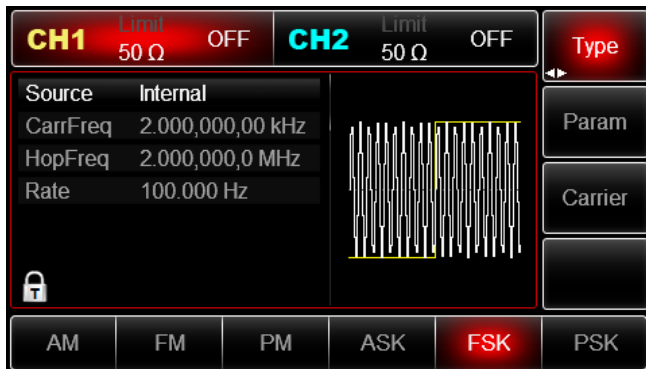 CH1 Limit 50 Ω OFF
CH2 Limit 50 Ω OFF
Type
Source Internal
CarrFreq 2.000,000,00 kHz
HopFreq 2.000,000,0 MHz
Rate 100.000 Hz
T
Param
Carrier
AM FM PM ASK FSK PSK